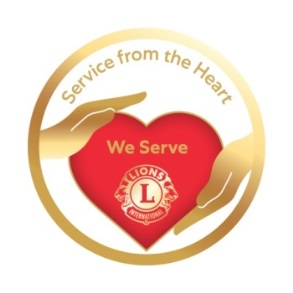 Service from the Heart
We Serve
LIONS
L
INTERNATIONAL